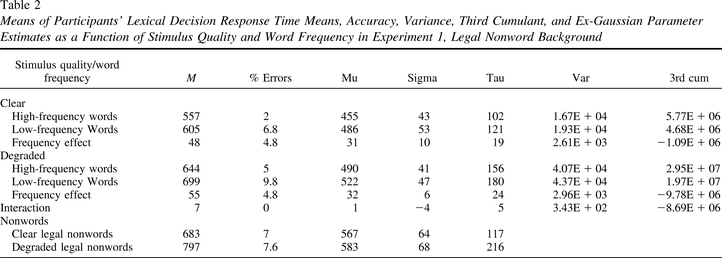 Table 2
Means of Participants' Lexical Decision Response Time Means, Accuracy, Variance, Third Cumulant, and Ex-Gaussian Parameter
Estimates as a Function of Stimulus Quality and Word Frequency in Experiment 1, Legal Nonword Background
Stimulus quality/word
frequency M % Errors Mu Sigma Tau Var 3rd cum
Clear
High-frequency words 557 2 455 43 102 1.67E + 04 5.77E + 06
Low-frequency Words 605 6.8 486 53 121 1.93E + 04 4.68E + 06
Frequency effect 48 4.8 31 10 19 2.61E + 03 −1.09E + 06
Degraded
High-frequency words 644 5 490 41 156 4.07E + 04 2.95E + 07
Low-frequency Words 699 9.8 522 47 180 4.37E + 04 1.97E + 07
Frequency effect 55 4.8 32 6 24 2.96E + 03 −9.78E + 06
Interaction 7 0 1 −4 5 3.43E + 02 −8.69E + 06
Nonwords
Clear legal nonwords 683 7 567 64 117
Degraded legal nonwords 797 7.6 583 68 216